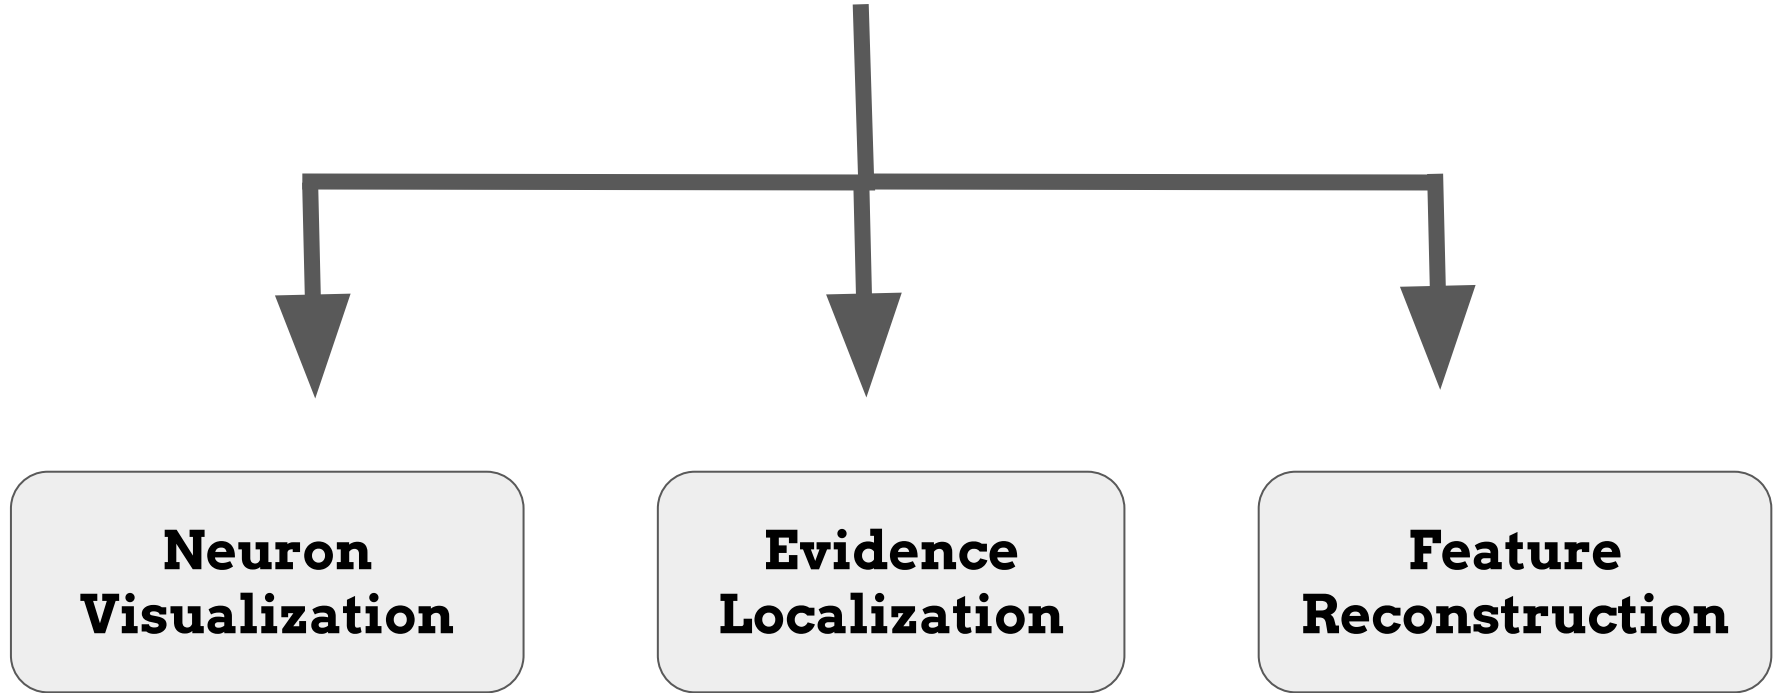 Neuron
Visualization
Evidence
Localization
Feature
Reconstruction